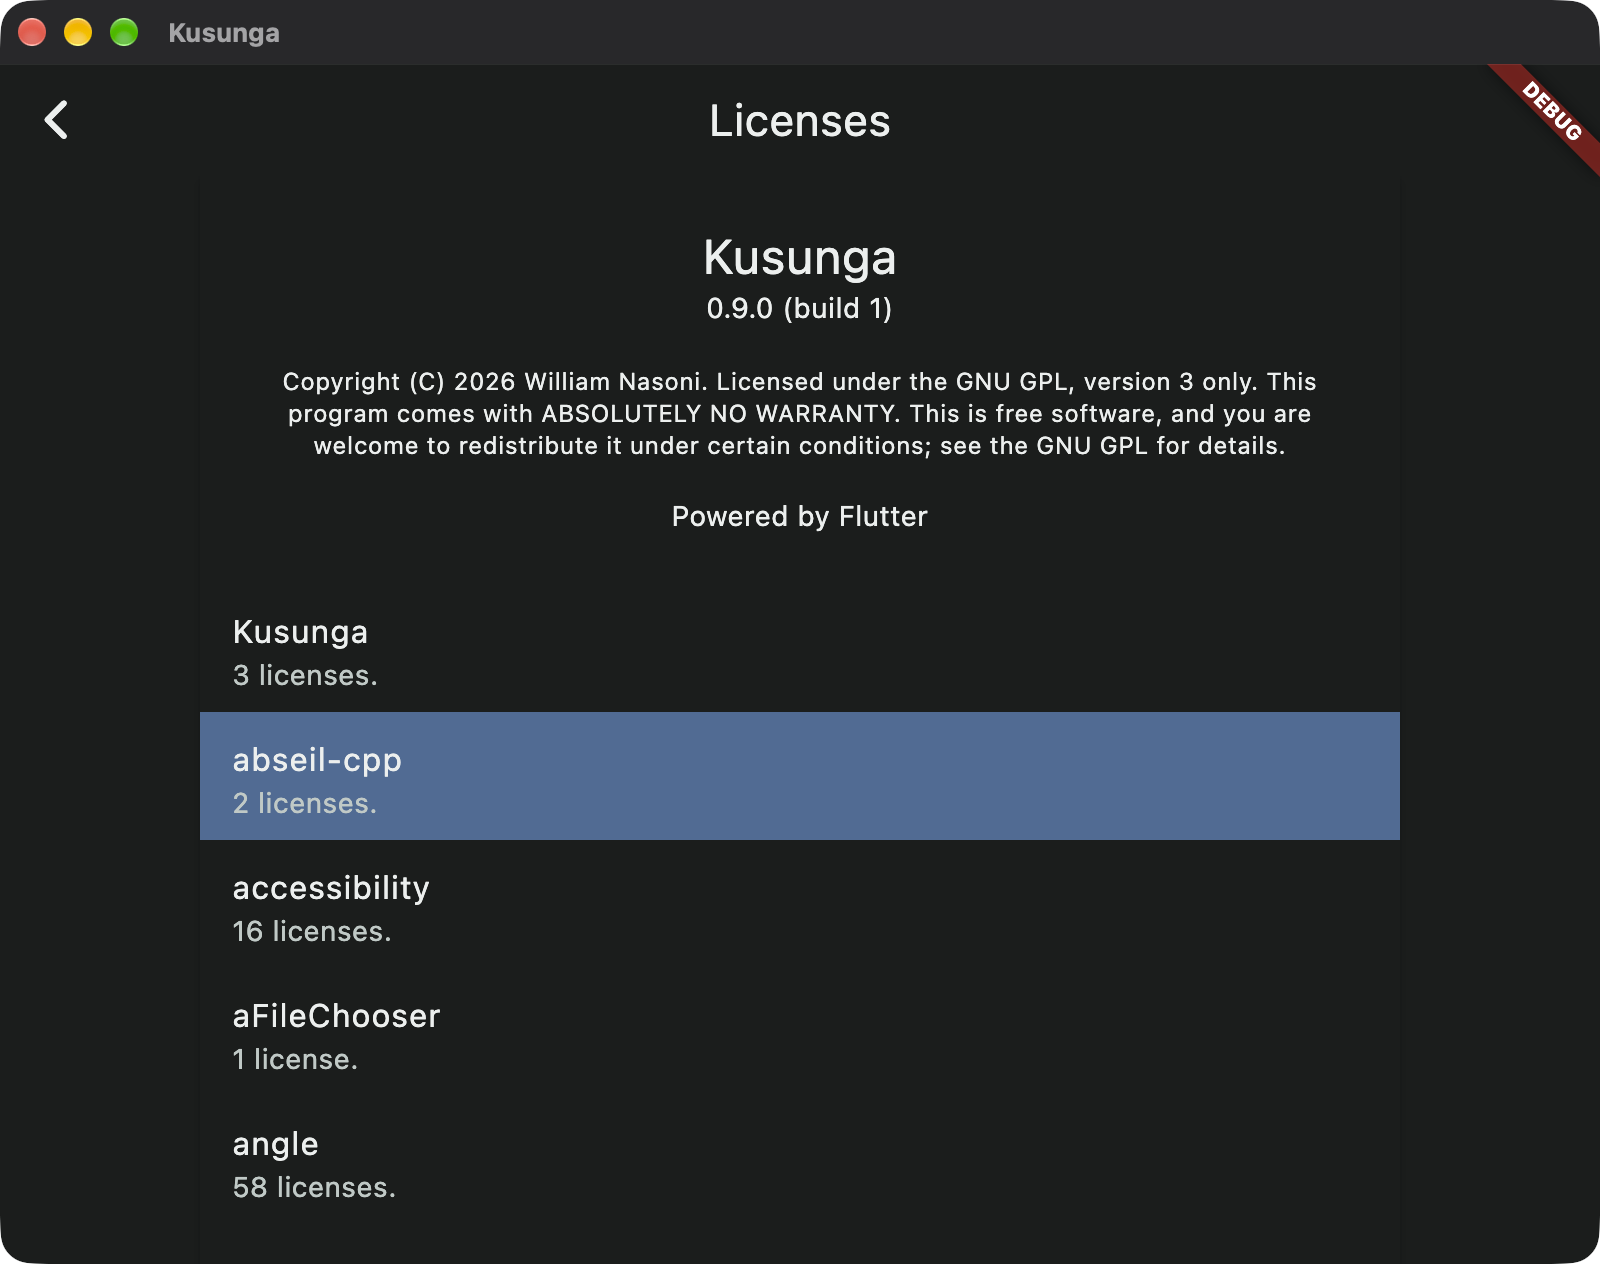 Kusunga
DEBUG
Licenses
Kusunga
0.9.0 (build 1)
Copyright (C) 2026 William Nasoni. Licensed under the GNU GPL, version 3 only. This
program comes with ABSOLUTELY NO WARRANTY. This is free software, and you are
welcome to redistribute it under certain conditions; see the GNU GPL for details.
Powered by Flutter
Kusunga
3 licenses.
abseil-cpp
2 licenses.
accessibility
16 licenses.
aFileChooser
1 license.
angle
58 licenses.